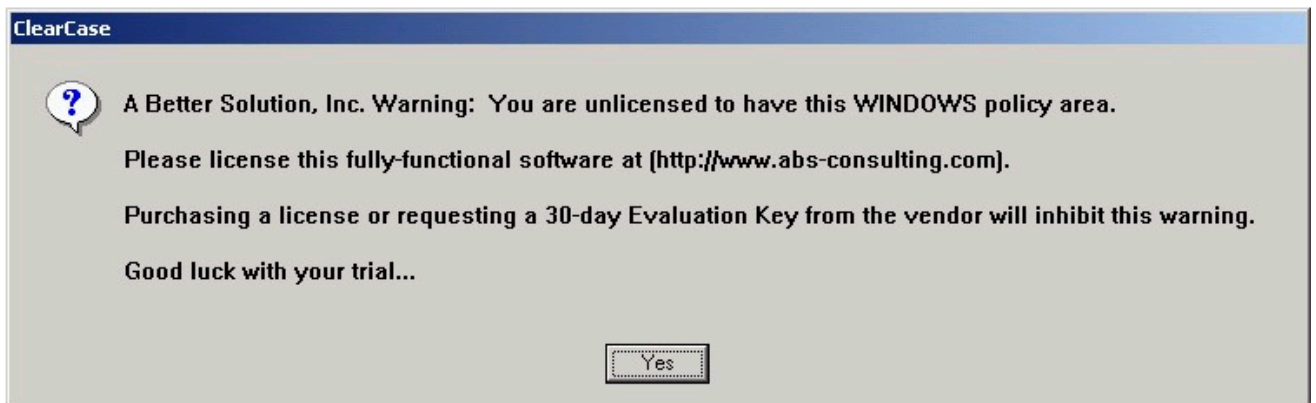 ClearCase
A Better Solution, Inc. Warning:  You are unlicensed to have this WINDOWS policy area.
Please license this fully-functional software at (http://www.abs-consulting.com).
Purchasing a license or requesting a 30-day Evaluation Key from the vendor will inhibit this warning.
Good luck with your trial...
Yes